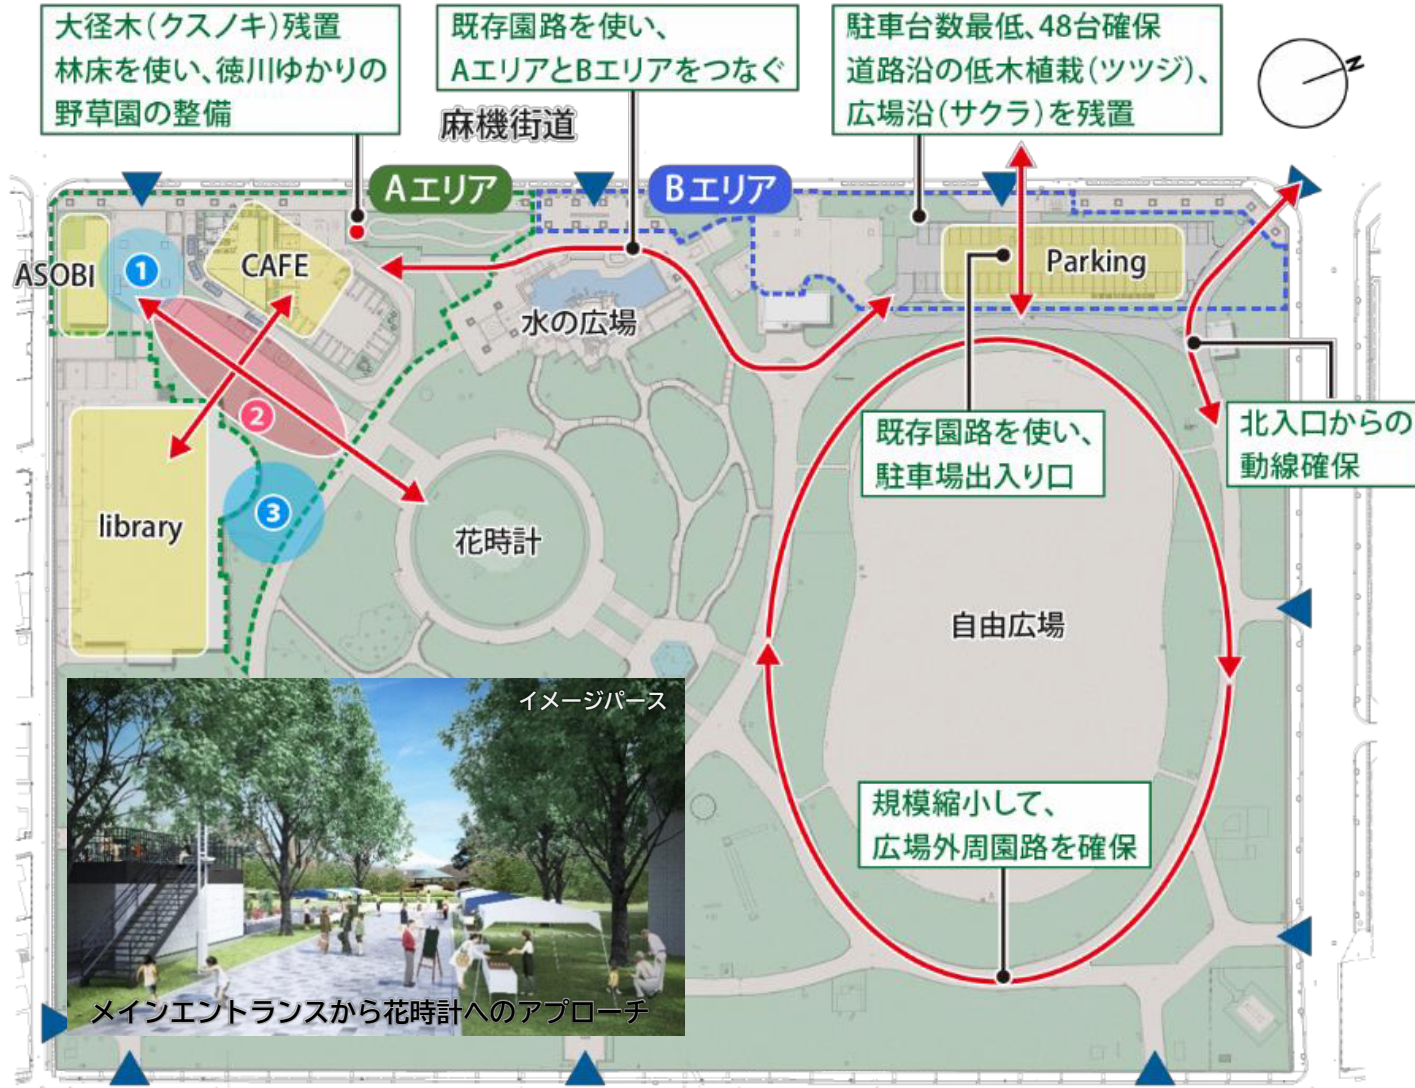 大径木（クスノキ）残置
林床を使い、徳川ゆかりの
野草園の整備
既存園路を使い、
AエリアとBエリアをつなぐ
駐車台数最低、48台確保
道路沿の低木植栽（ツツジ）、
広場沿（サクラ）を残置
N
麻機街道
Aエリア
Bエリア
ASOBI
1
CAFE
Parking
水の広場
2
既存園路を使い、
駐車場出入り口
北入口からの
動線確保
library
3
花時計
自由広場
イメージパース
規模縮小して、
広場外周園路を確保
メインエントランスから花時計へのアプローチ